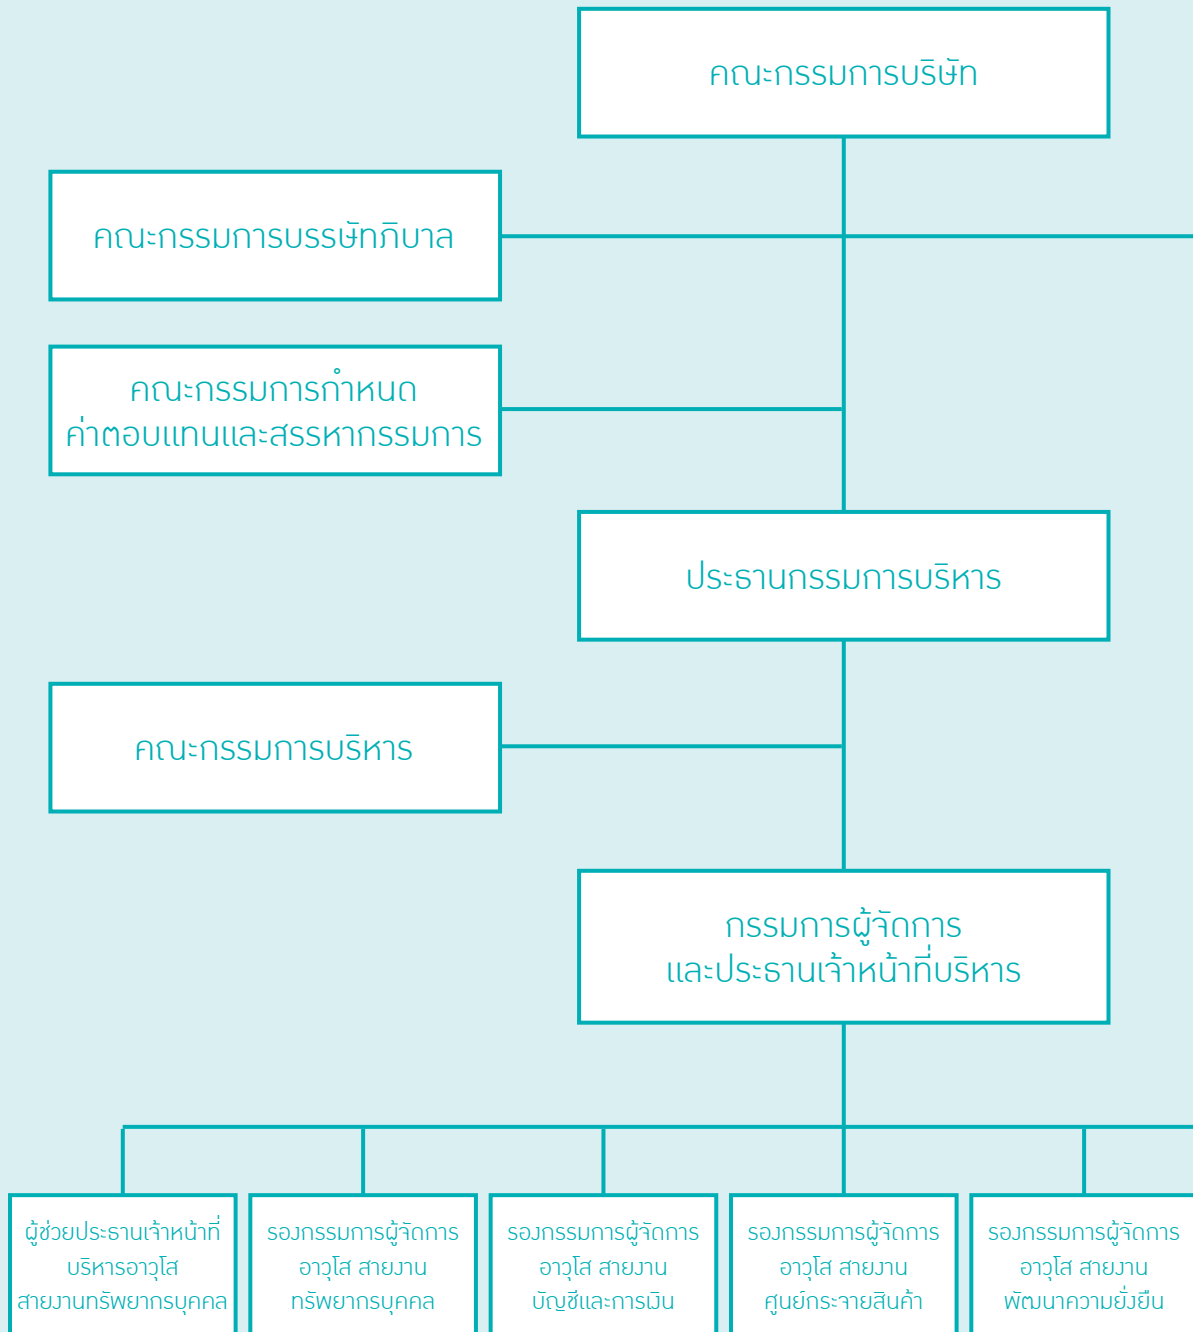 คณะกรรมการบริษัท
คณะกรรมการบรรษัทภิบาล
คณะกรรมการกำหนด
ค่าตอบแทนและสรรหากรรมการ
ประธานกรรมการบริหาร
คณะกรรมการบริหาร
กรรมการผู้จัดการ
และประธานเจ้าหน้าที่บริหาร
ผู้ช่วยประธานเจ้าหน้าที่
บริหารอาวุโส
สายงานทรัพยากรบุคคล
รองกรรมการผู้จัดการ
อาวุโส สายงาน
ทรัพยากรบุคคล
รองกรรมการผู้จัดการ
อาวุโส สายงาน
บัญชีและการเงิน
รองกรรมการผู้จัดการ
อาวุโส สายงาน
ศูนย์กระจายสินค้า
รองกรรมการผู้จัดการ
อาวุโส สายงาน
พัฒนาความยั่งยืน